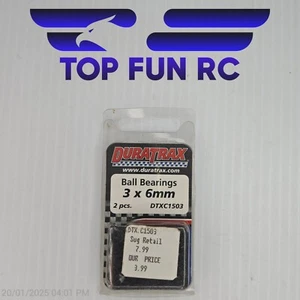 TOP FUN RC
DURATRAX
www.duratrax.com
Ball Bearings
3 x 6mm
2 pcs. DTXC1503
DTX.C1503
Sug Retail
7.99
OUR PRICE
3.99
20/01/2025 04:01 PM